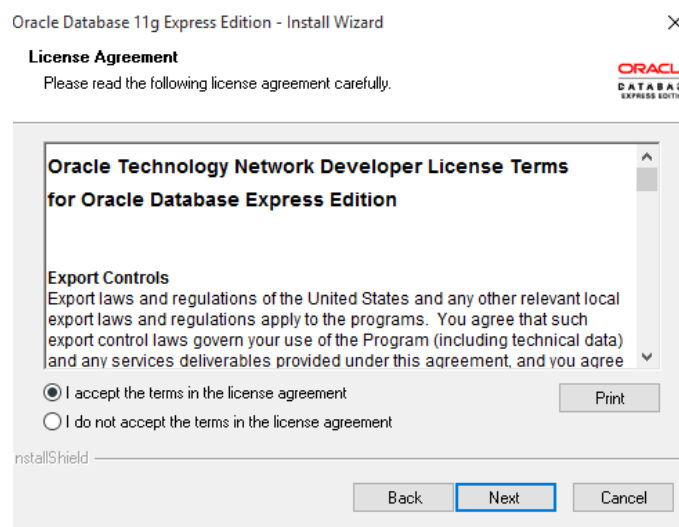 Oracle Database 11g Express Edition - Install Wizard
License Agreement
Please read the following license agreement carefully.
ORACL
DATABAS
EXPRESS EDITI
Oracle Technology Network Developer License Terms
for Oracle Database Express Edition
Export Controls
Export laws and regulations of the United States and any other relevant local
export laws and regulations apply to the programs. You agree that such
export control laws govern your use of the Program (including technical data)
and any services deliverables provided under this agreement, and you agree
I accept the terms in the license agreement
Print
I do not accept the terms in the license agreement
nstallShield
Back
Next
Cancel